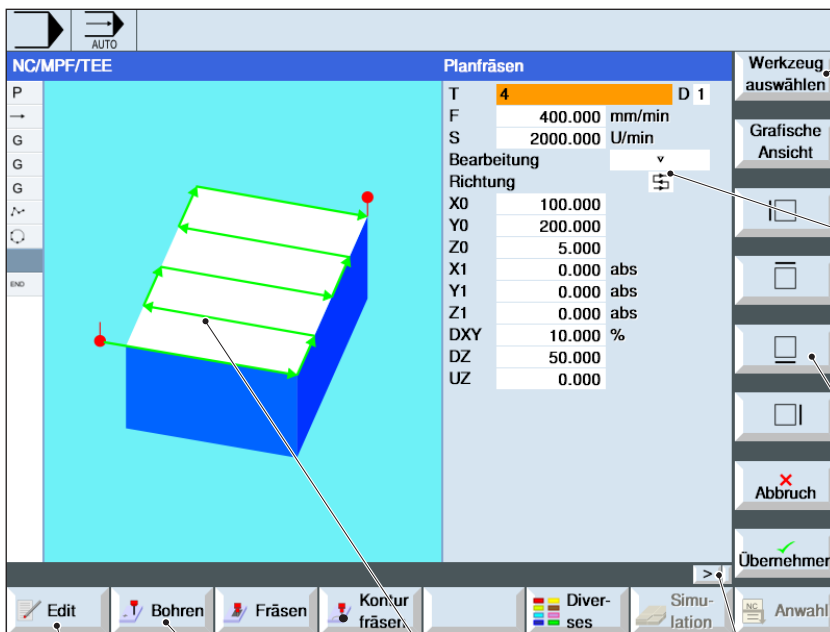 AUTO
NC/MPF/TEE
Planfräsen
Werkzeug
auswählen
P
T 4 D 1
F 400.000 mm/min
G
S 2000.000 U/min
Grafische
Ansicht
G
Bearbeitung
G
Richtung
X0 100.000
Y0 200.000
Z0 5.000
X1 0.000 abs
END
Y1 0.000 abs
Z1 0.000 abs
DXY 10.000 %
DZ 50.000
UZ 0.000
Abbruch
Übernehmen
>
Edit
Bohren
Fräsen
Kontur
fräsen
Diver-
ses
Simu-
lation
NC
Anwahl